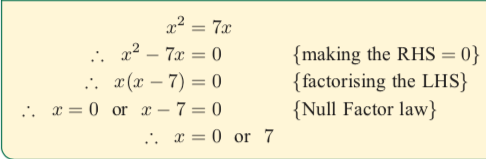 x² = 7x
∴ x² − 7x = 0 {making the RHS = 0}
∴ x(x − 7) = 0 {factorising the LHS}
∴ x = 0 or x − 7 = 0 {Null Factor law}
∴ x = 0 or 7